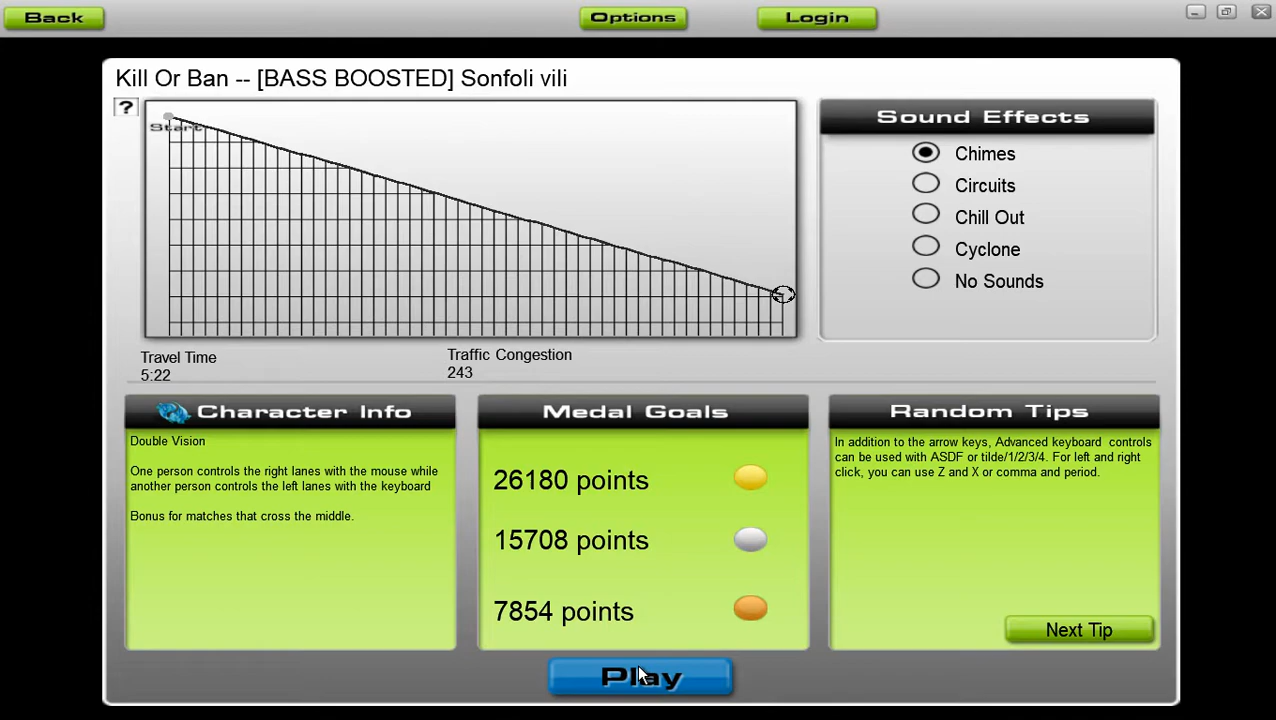 Back
Options
Login
Kill Or Ban -- [BASS BOOSTED] Sonfoli vili
?
Start
Travel Time
5:22
Traffic Congestion
243
Sound Effects
Chimes
Circuits
Chill Out
Cyclone
No Sounds
Character Info
Double Vision
One person controls the right lanes with the mouse while
another person controls the left lanes with the keyboard
Bonus for matches that cross the middle.
Medal Goals
26180 points
15708 points
7854 points
Random Tips
In addition to the arrow keys, Advanced keyboard controls
can be used with ASDF or tilde/1/2/3/4. For left and right
click, you can use Z and X or comma and period.
Next Tip
Play